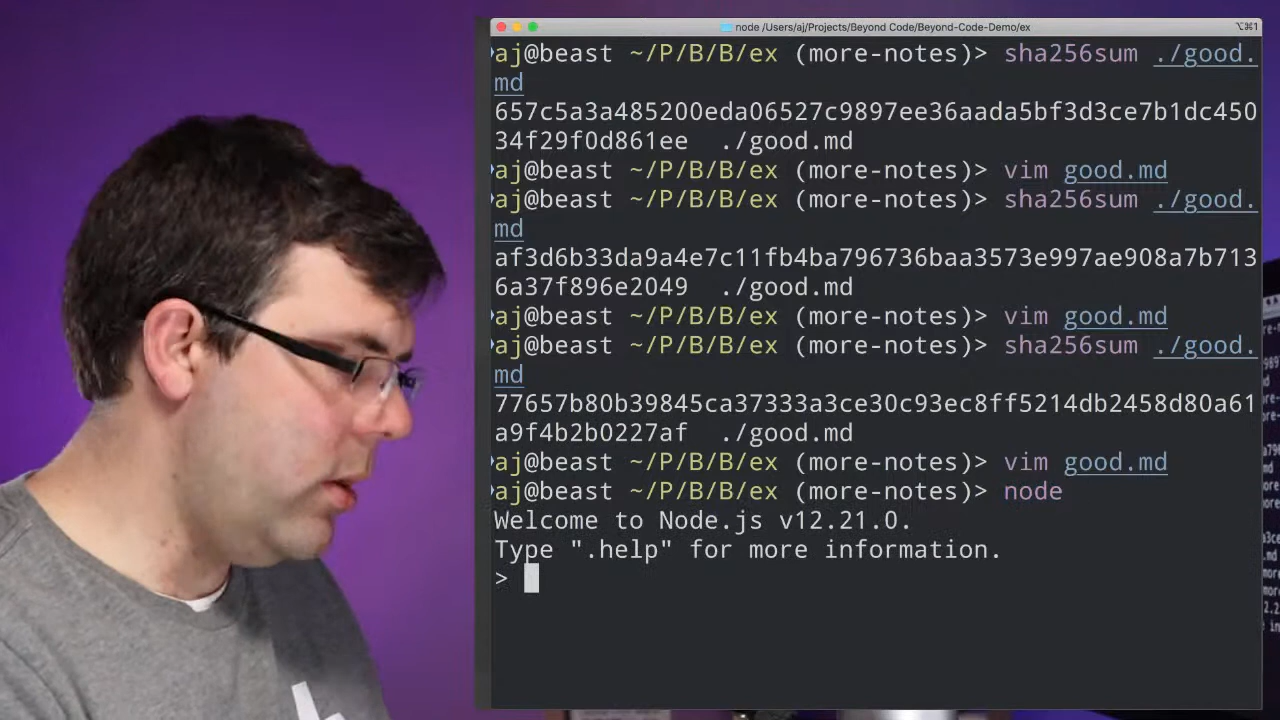 node /Users/aj/Projects/Beyond Code/Beyond-Code-Demo/ex
⌥⌘1
aj@beast ~/P/B/B/ex (more-notes)> sha256sum ./good.
md
657c5a3a485200eda06527c9897ee36aada5bf3d3ce7b1dc450
34f29f0d861ee  ./good.md
aj@beast ~/P/B/B/ex (more-notes)> vim good.md
aj@beast ~/P/B/B/ex (more-notes)> sha256sum ./good.
md
af3d6b33da9a4e7c11fb4ba796736baa3573e997ae908a7b713
6a37f896e2049  ./good.md
aj@beast ~/P/B/B/ex (more-notes)> vim good.md
aj@beast ~/P/B/B/ex (more-notes)> sha256sum ./good.
md
77657b80b39845ca37333a3ce30c93ec8ff5214db2458d80a61
a9f4b2b0227af  ./good.md
aj@beast ~/P/B/B/ex (more-notes)> vim good.md
aj@beast ~/P/B/B/ex (more-notes)> node
Welcome to Node.js v12.21.0.
Type ".help" for more information.
>